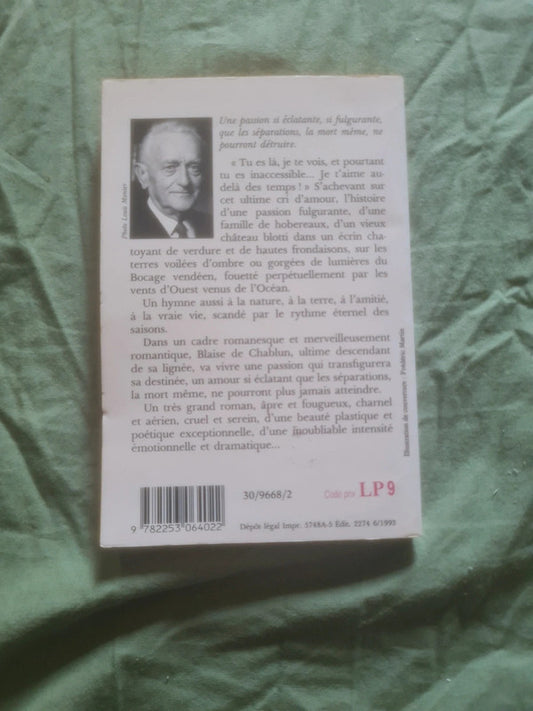 Une passion si éclatante, si fulgurante,
que les séparations, la mort même, ne
pourront détruire.
« Tu es là, je te vois, et pourtant
tu es inaccessible... Je t'aime au-
delà des temps ! » S'achevant sur
cet ultime cri d'amour, l'histoire
d'une passion fulgurante, d'une
famille de hobereaux, d'un vieux
château blotti dans un écrin cha-
toyant de verdure et de hautes frondaisons, sur les
terres voilées d'ombre ou gorgées de lumières du
Bocage vendéen, fouetté perpétuellement par les
vents d'Ouest venus de l'Océan.
Un hymne aussi à la nature, à la terre, à l'amitié,
à la vraie vie, scandé par le rythme éternel des
saisons.
Dans un cadre romanesque et merveilleusement
romantique, Blaise de Chablun, ultime descendant
de sa lignée, va vivre une passion qui transfigurera
sa destinée, un amour si éclatant que les séparations,
la mort même, ne pourront plus jamais atteindre.
Un très grand roman, âpre et fougueux, charnel
et aérien, cruel et serein, d'une beauté plastique et
poétique exceptionnelle, d'une inoubliable intensité
émotionnelle et dramatique...
Photo Louis Monier
Illustration de couverture : Frédéric Martin
30/9668/2
Code prix LP 9
9 782253 064022
Dépôt légal Impr. 5748A-5 Edit. 2274 6/1993